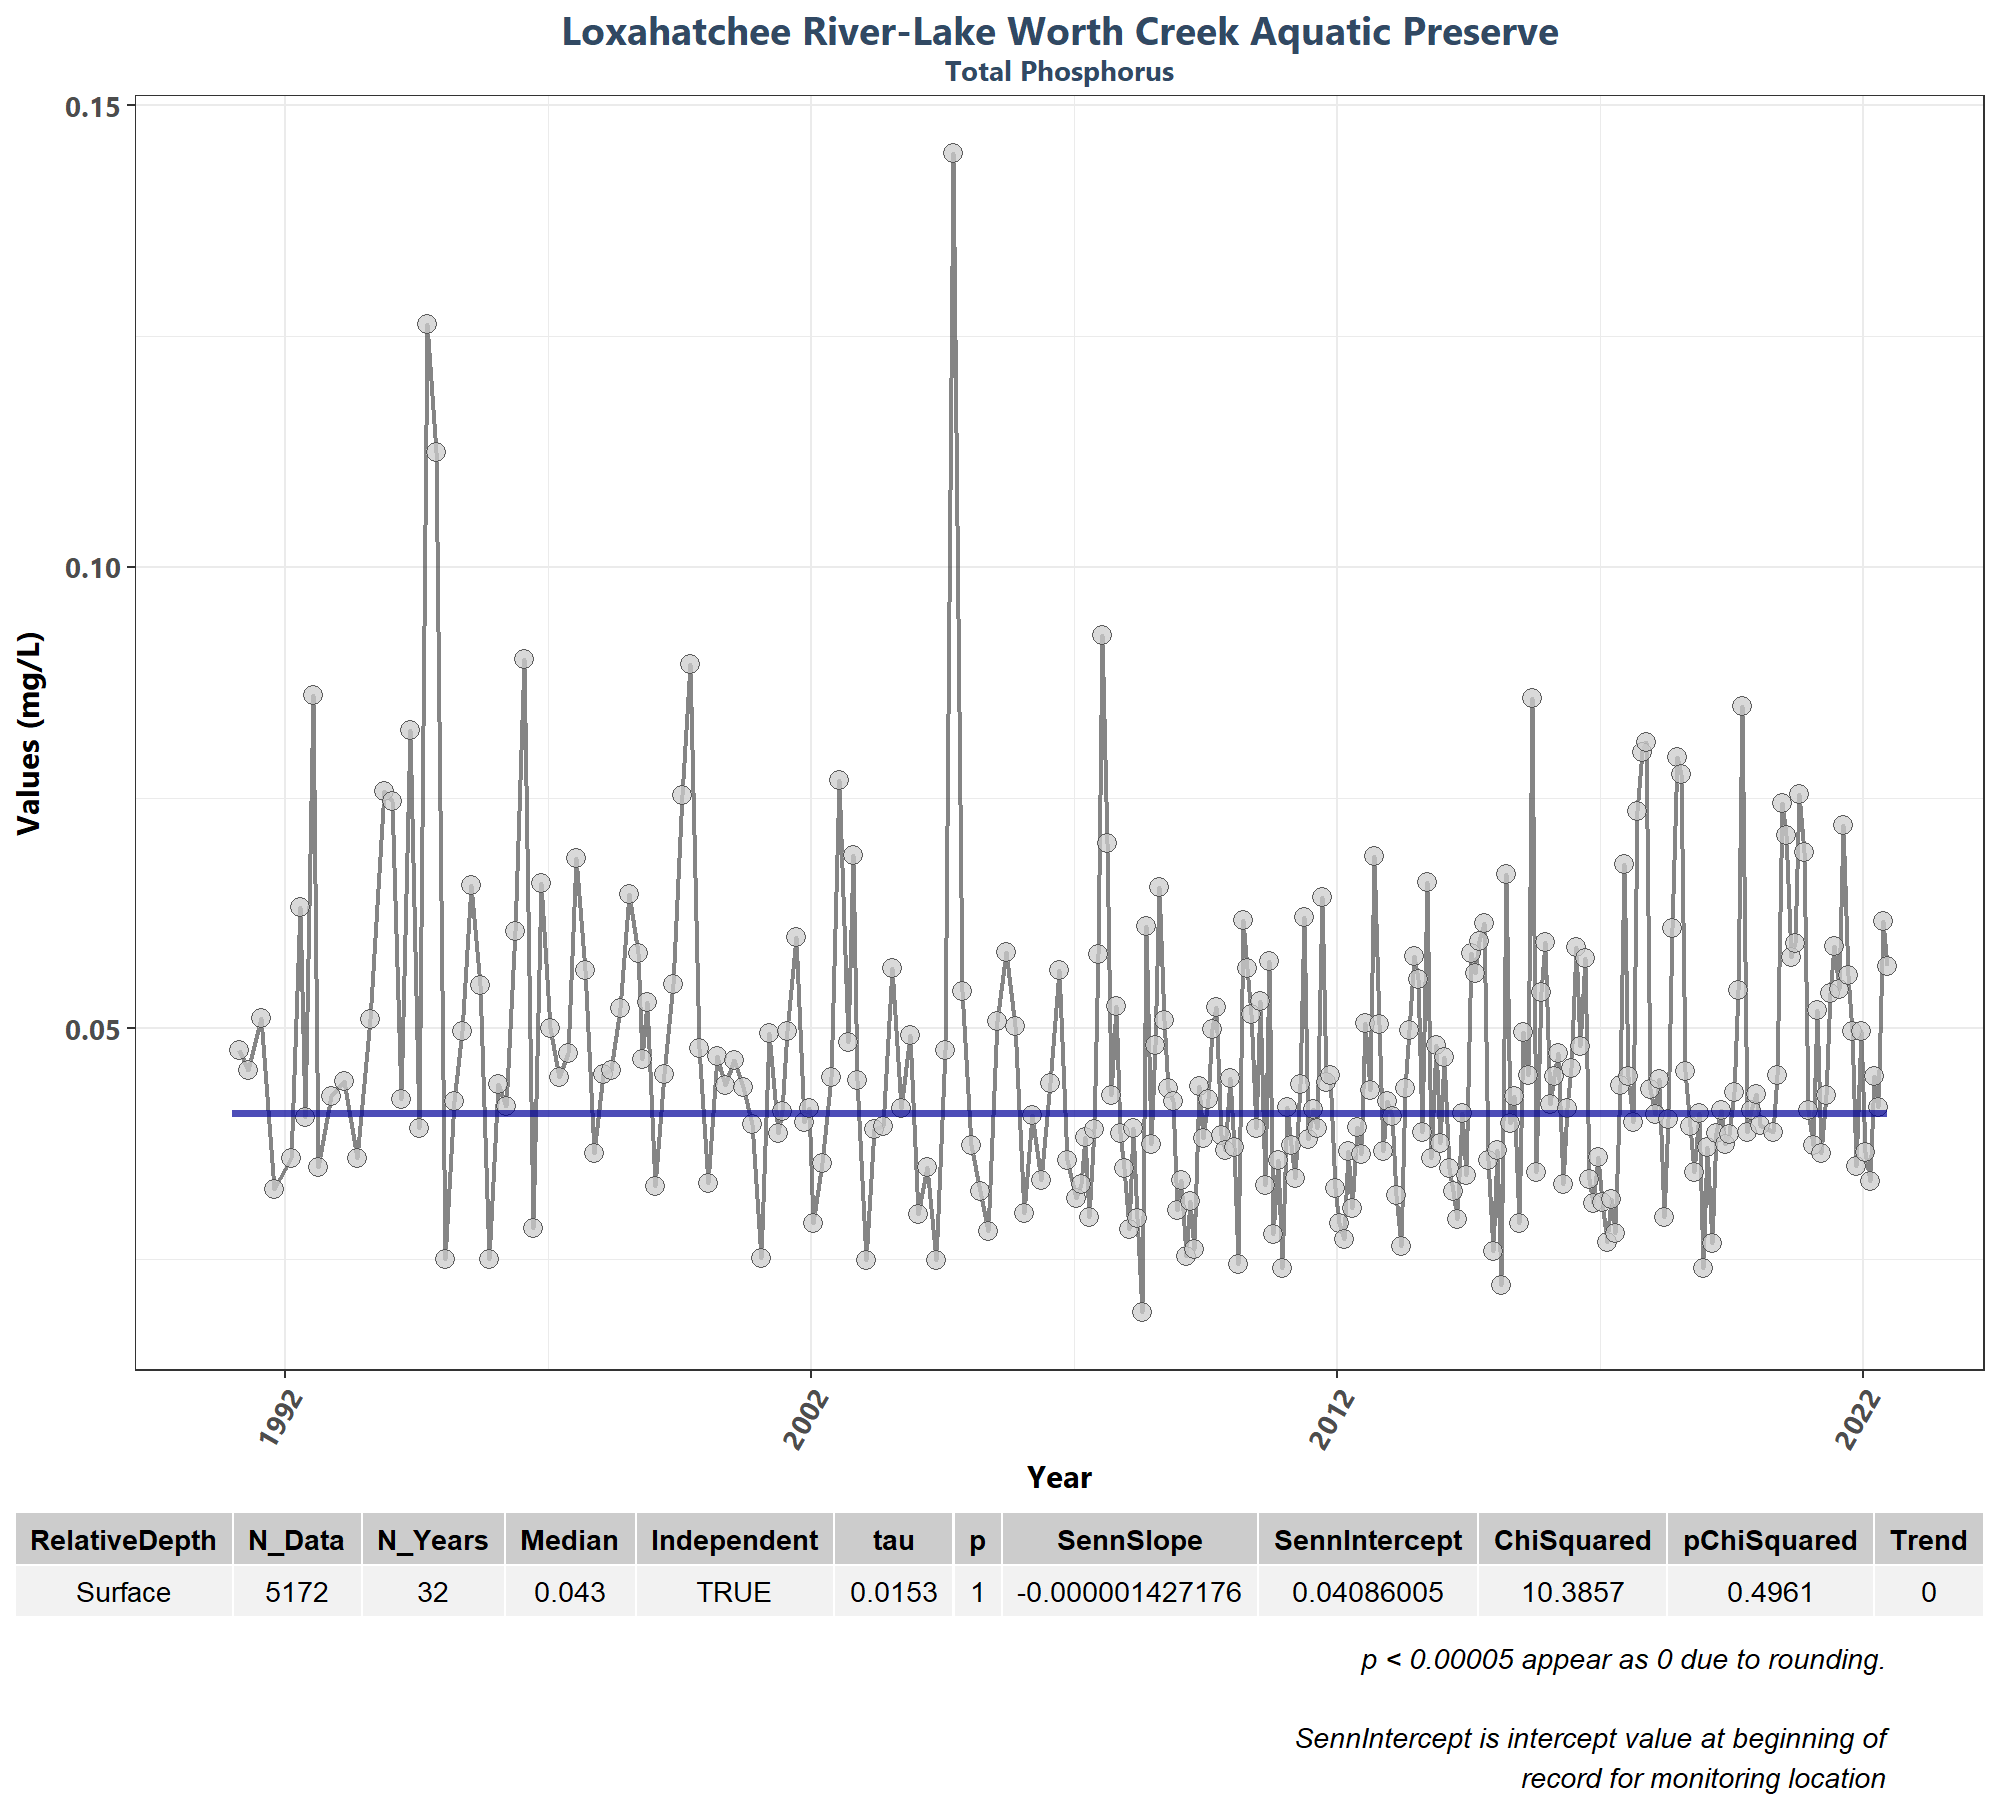 Loxahatchee River-Lake Worth Creek Aquatic Preserve
Total Phosphorus
0.15
0.10
0.05
Values (mg/L)
1992 2002 2012 2022
Year
RelativeDepth N_Data N_Years Median Independent tau p SennSlope SennIntercept ChiSquared pChiSquared Trend
Surface 5172 32 0.043 TRUE 0.0153 1 -0.000001427176 0.04086005 10.3857 0.4961 0
p < 0.00005 appear as 0 due to rounding.
SennIntercept is intercept value at beginning of
record for monitoring location